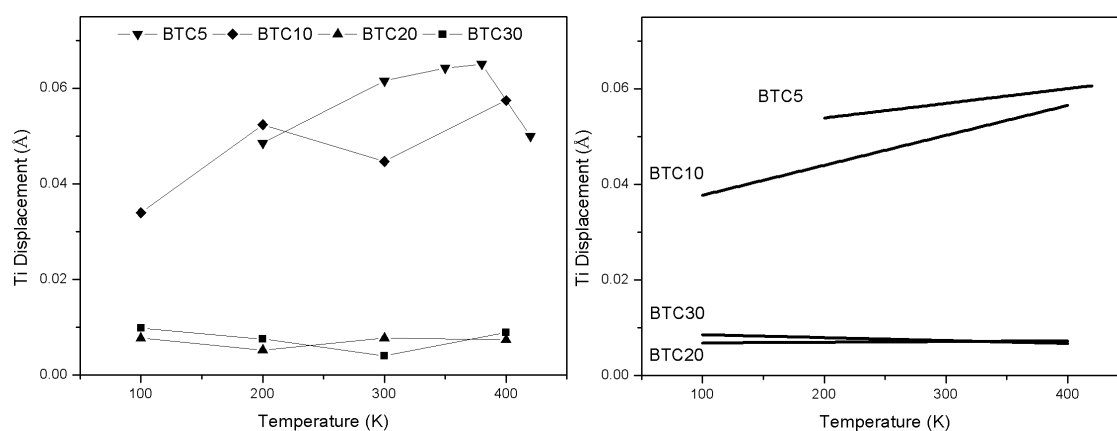 BTC5 BTC10 BTC20 BTC30
0.06
0.04
0.02
0.00
Ti Displacement (Å)
100 200 300 400
Temperature (K)
BTC5
BTC10
BTC30
BTC20
0.06
0.04
0.02
0.00
Ti Displacement (Å)
100 200 300 400
Temperature (K)